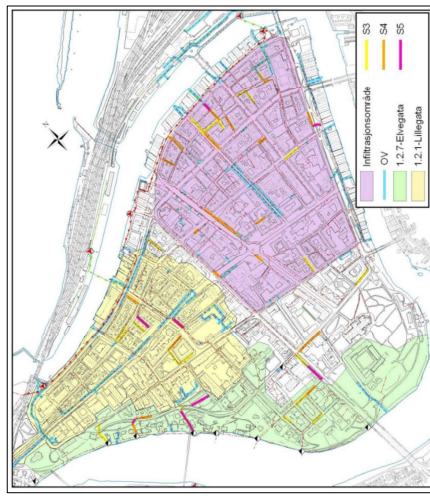 Infiltrasjonsområde
OV
1.2.7-Elvegata
1.2.1-Lillegata
S3
S4
S5
N